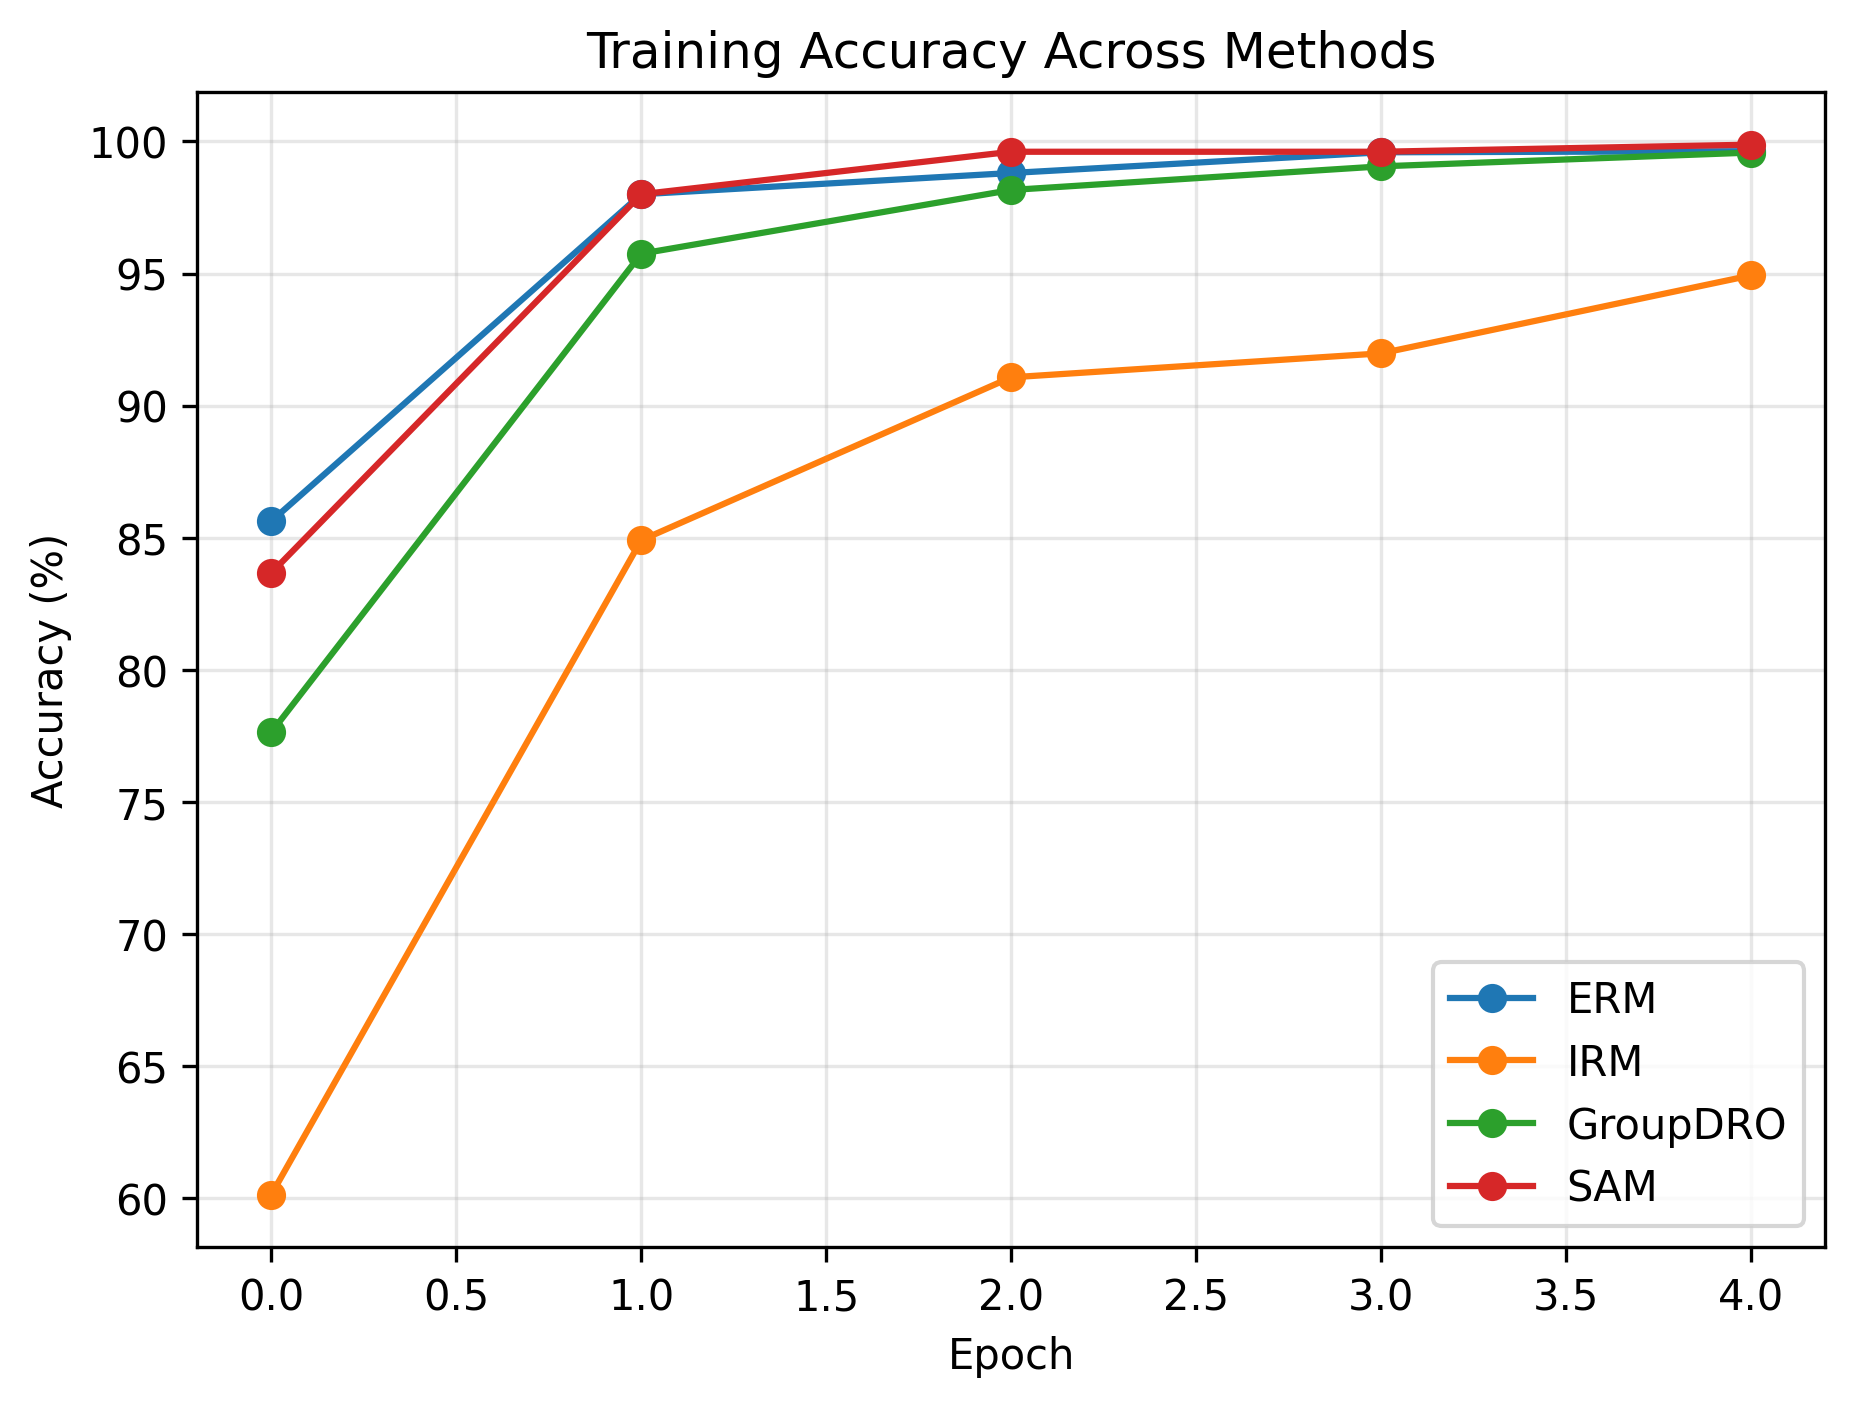 Training Accuracy Across Methods
Accuracy (%)
100
95
90
85
80
75
70
65
60
ERM
IRM
GroupDRO
SAM
0.0 0.5 1.0 1.5 2.0 2.5 3.0 3.5 4.0
Epoch